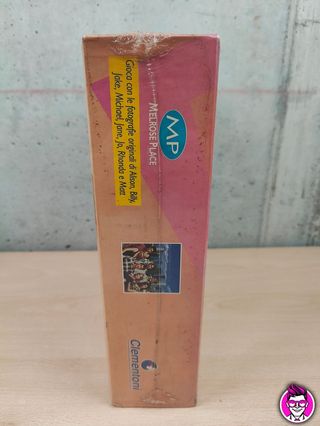 MP
MELROSE PLACE
Gioca con le fotografie originali di Alison, Billy,
Jake, Michael, Jane, Jo, Rhonda e Matt
Clementoni